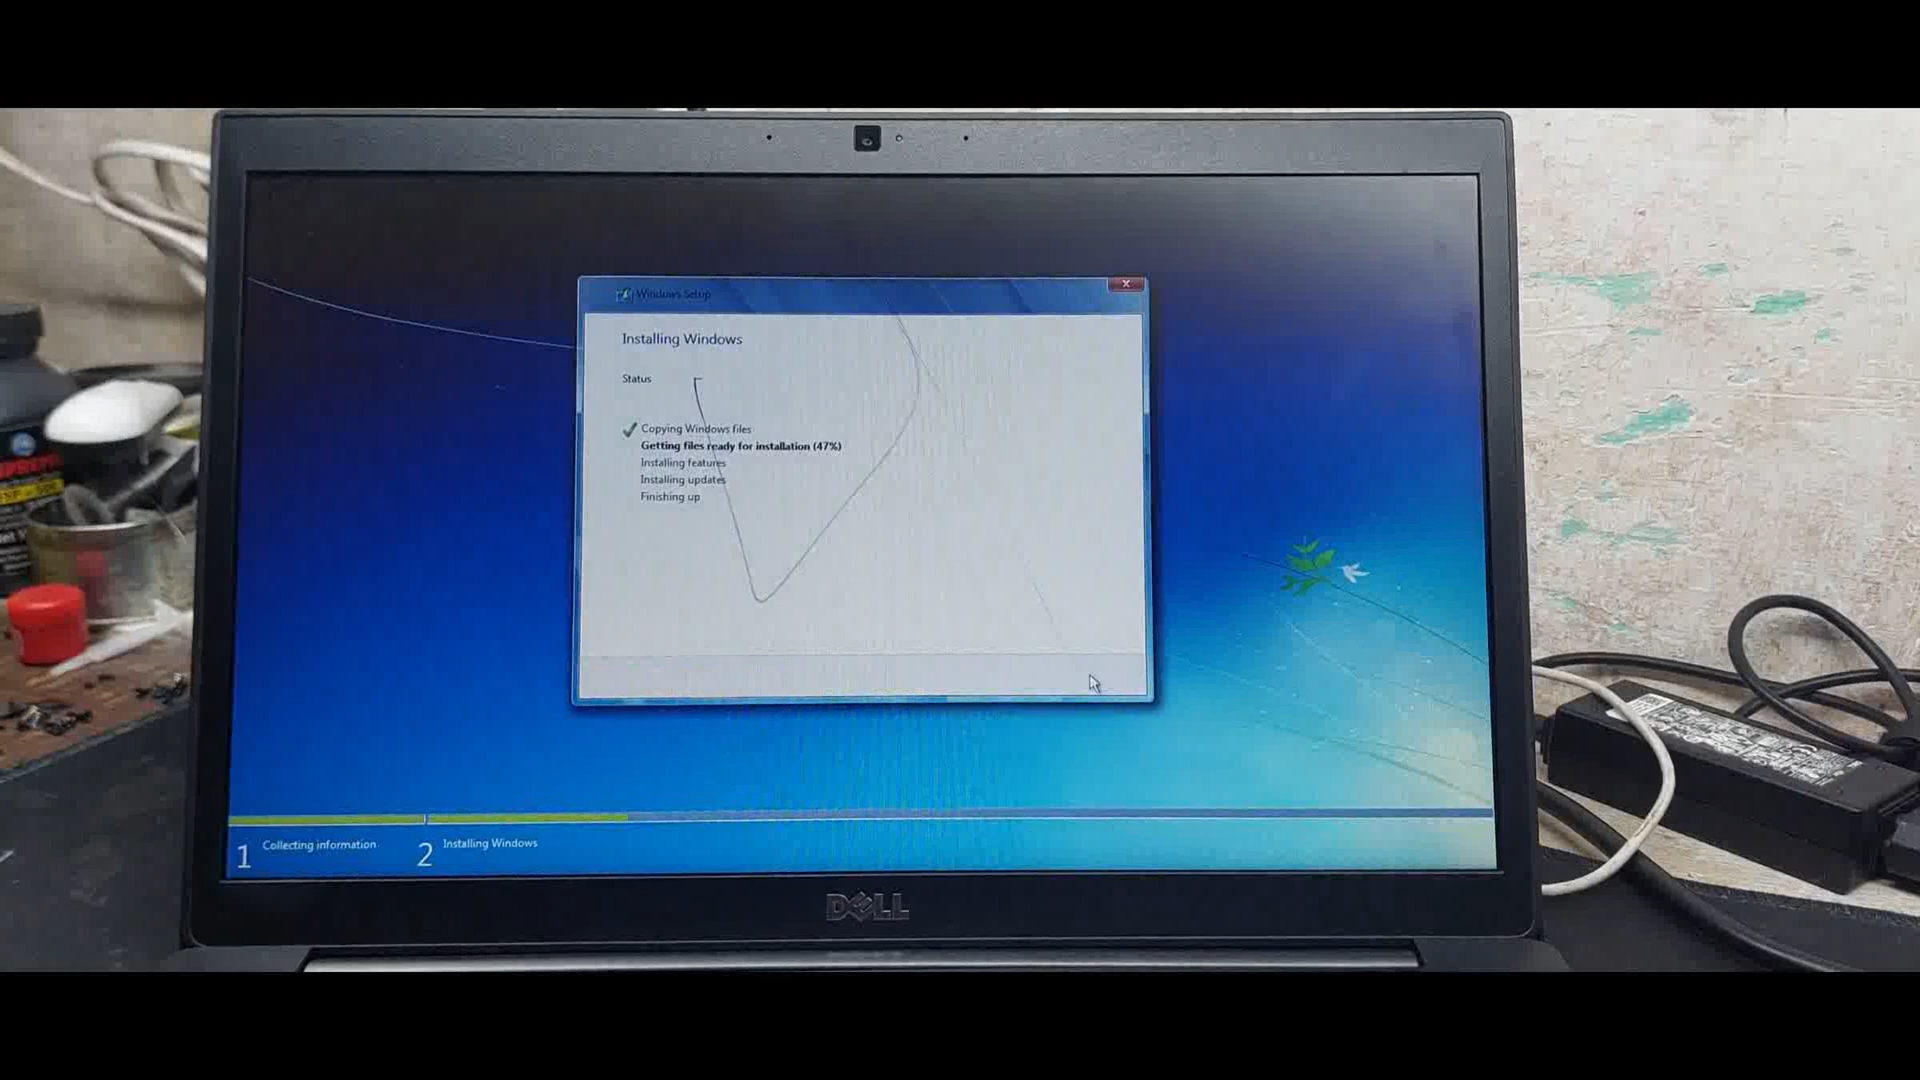 Windows Setup
Installing Windows
Status
Copying Windows files
Getting files ready for installation (47%)
Installing features
Installing updates
Finishing up
1 Collecting information
2 Installing Windows
DELL